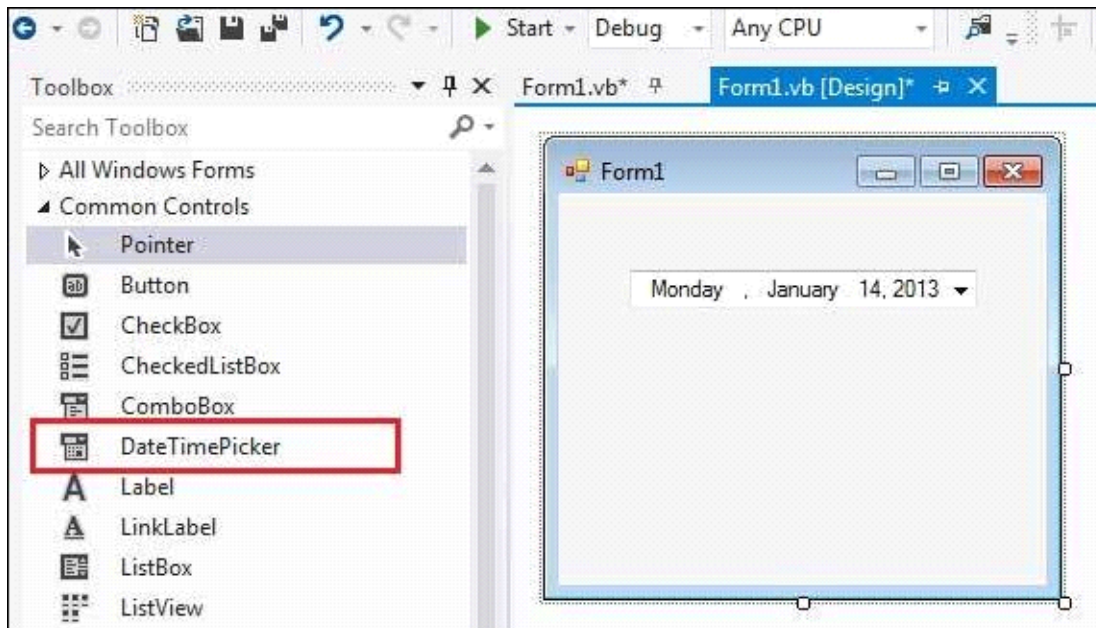 Start Debug Any CPU
Toolbox
Search Toolbox
All Windows Forms
Common Controls
Pointer
Button
CheckBox
CheckedListBox
ComboBox
DateTimePicker
Label
LinkLabel
ListBox
ListView
Form1.vb* Form1.vb [Design]*
Form1
Monday , January 14, 2013